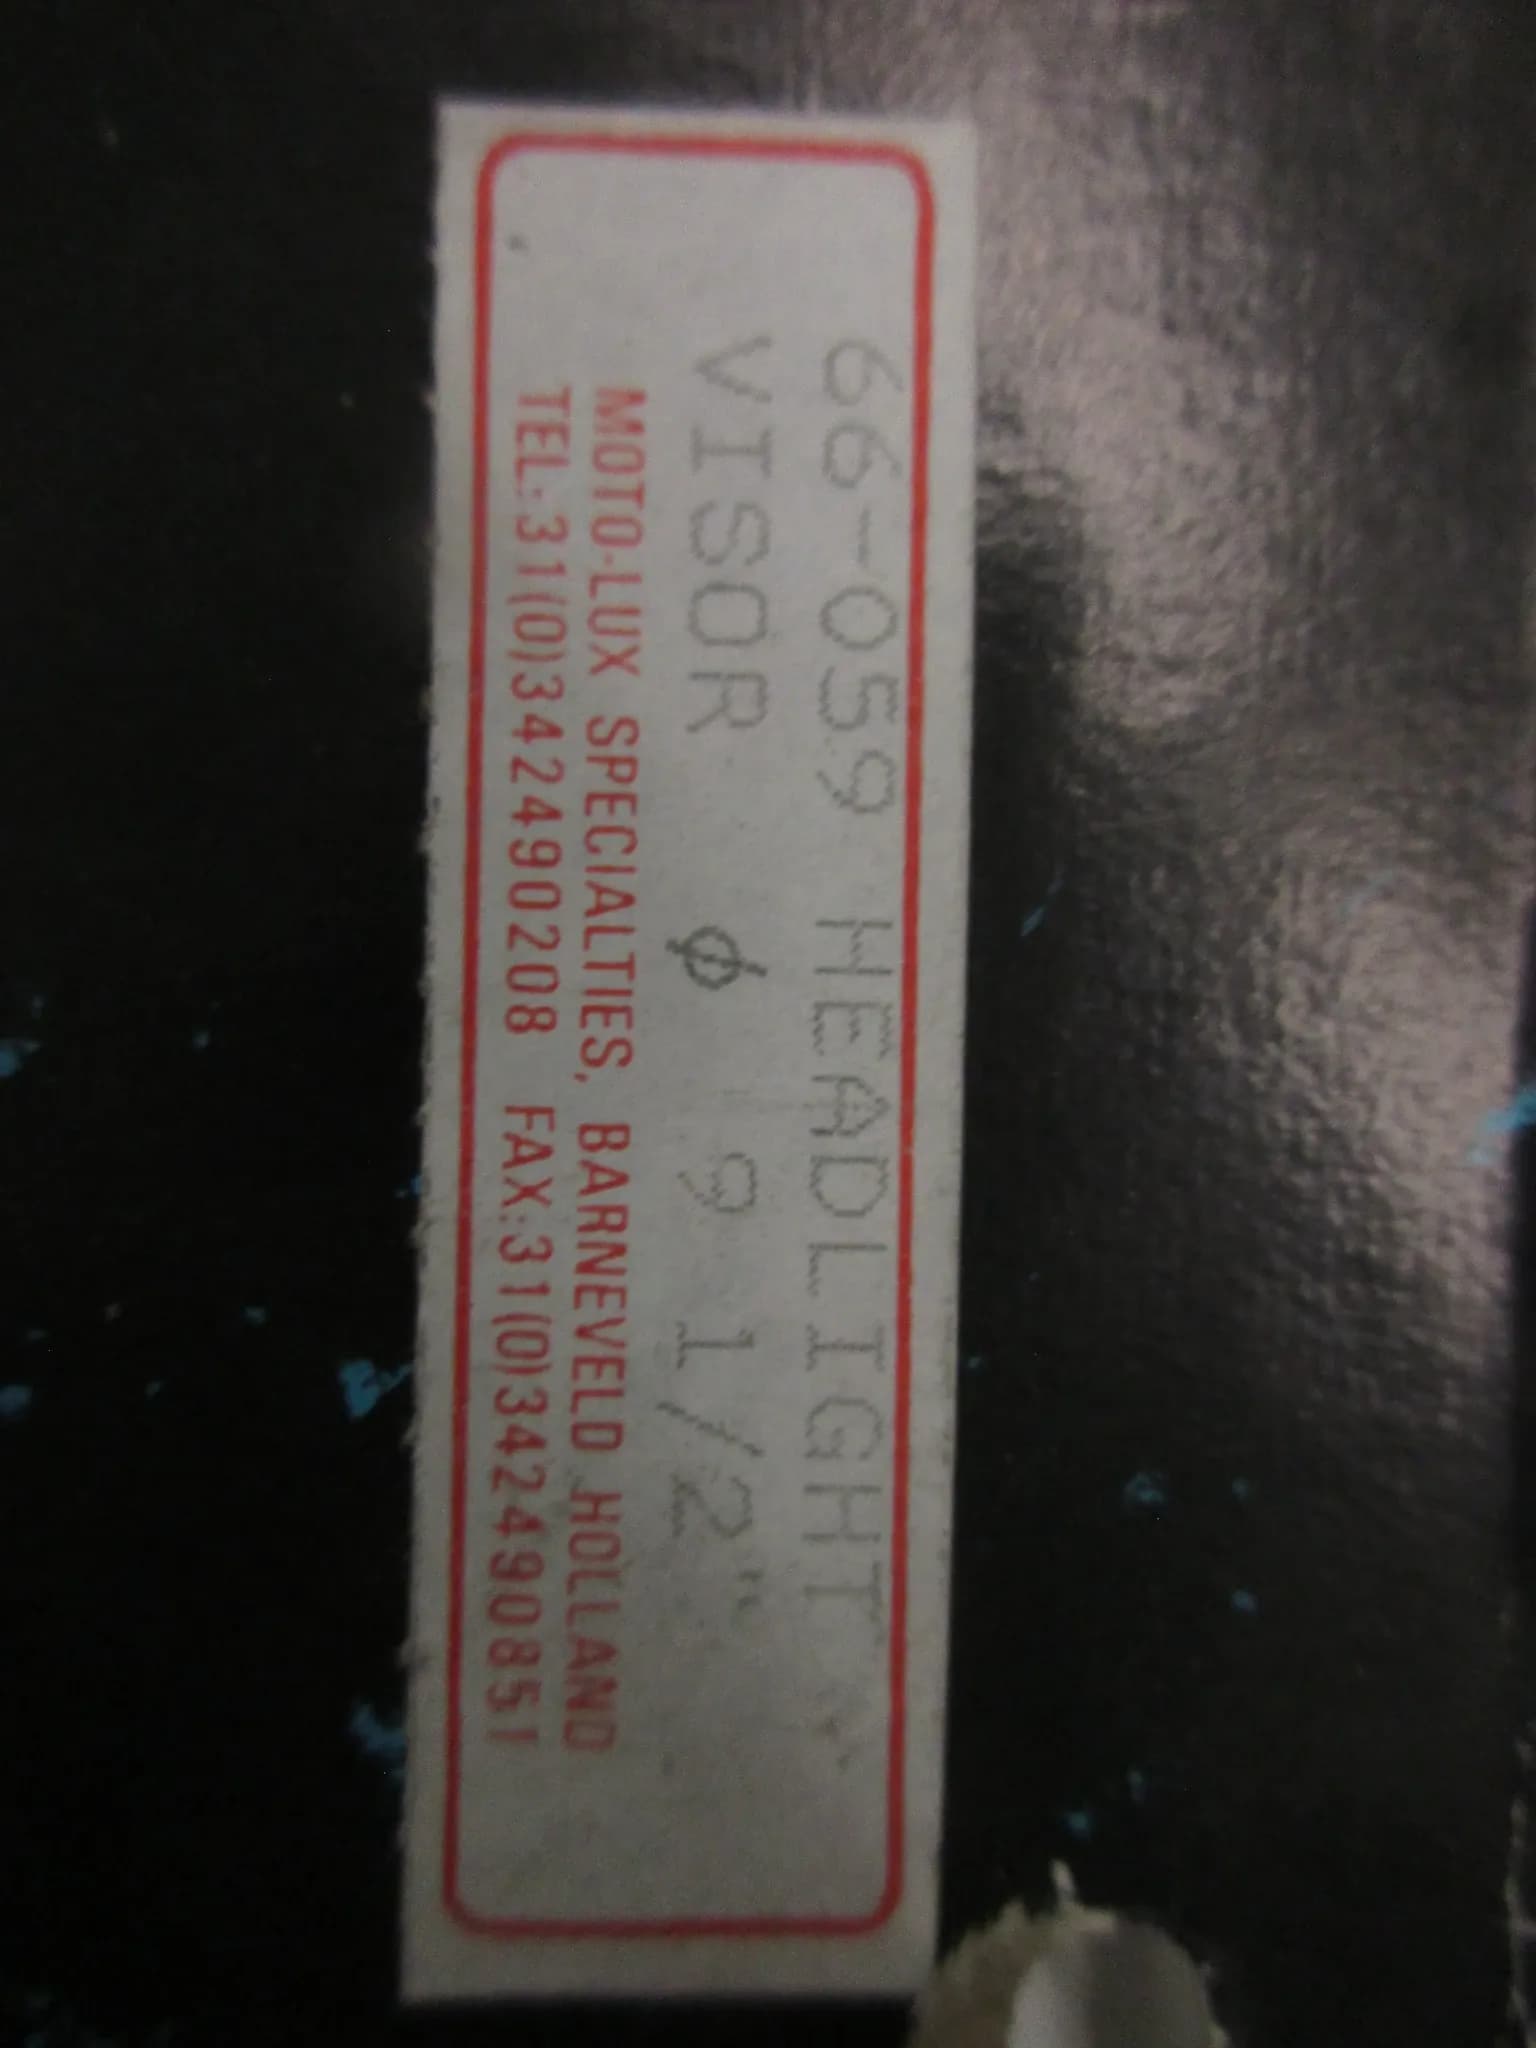 66-059 HEADLIGHT
VISOR Ø 9 1/2"
MOTO-LUX SPECIALTIES, BARNEVELD HOLLAND
TEL:31(0)342490208 FAX:31(0)342490851